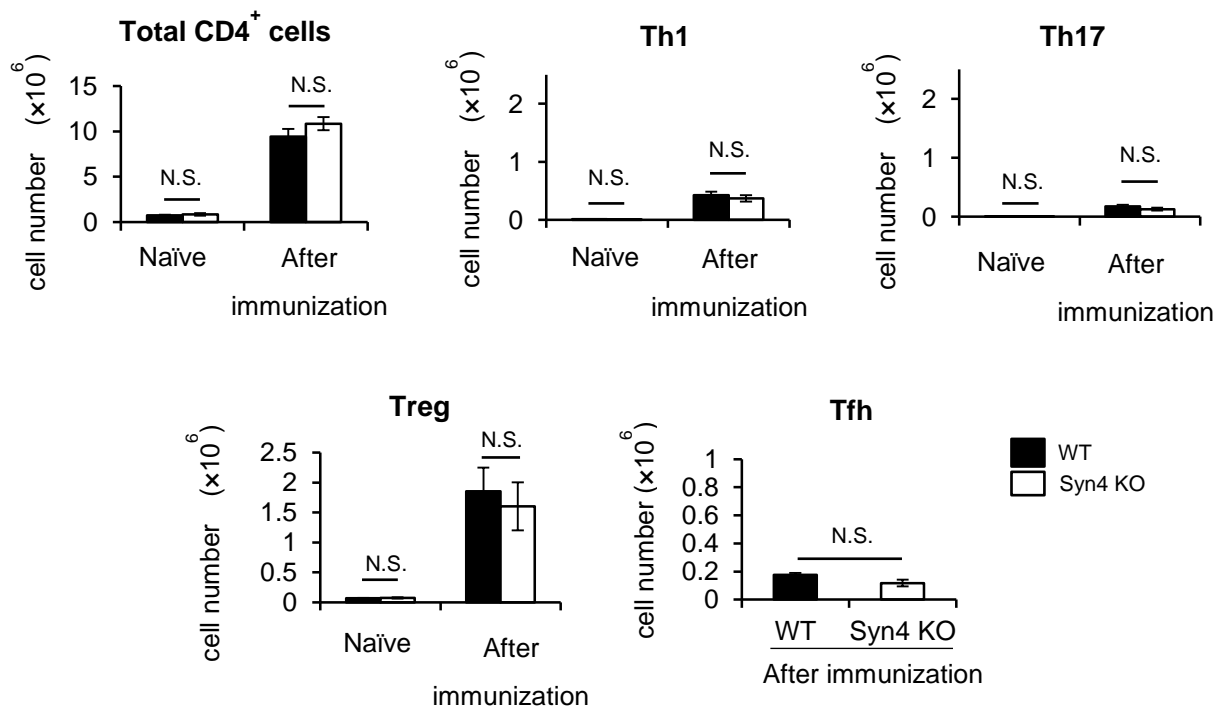 Total CD4+ cells
cell number (×10^6)
15
10
5
0
N.S.
N.S.
Naïve
After
immunization
Th1
cell number (×10^6)
2
1
0
N.S.
N.S.
Naïve
After
immunization
Th17
cell number (×10^6)
2
1
0
N.S.
N.S.
Naïve
After
immunization
Treg
cell number (×10^6)
2.5
2
1.5
1
0.5
0
N.S.
N.S.
Naïve
After
immunization
Tfh
cell number (×10^6)
1
0.8
0.6
0.4
0.2
0
N.S.
WT
Syn4 KO
After immunization
WT
Syn4 KO